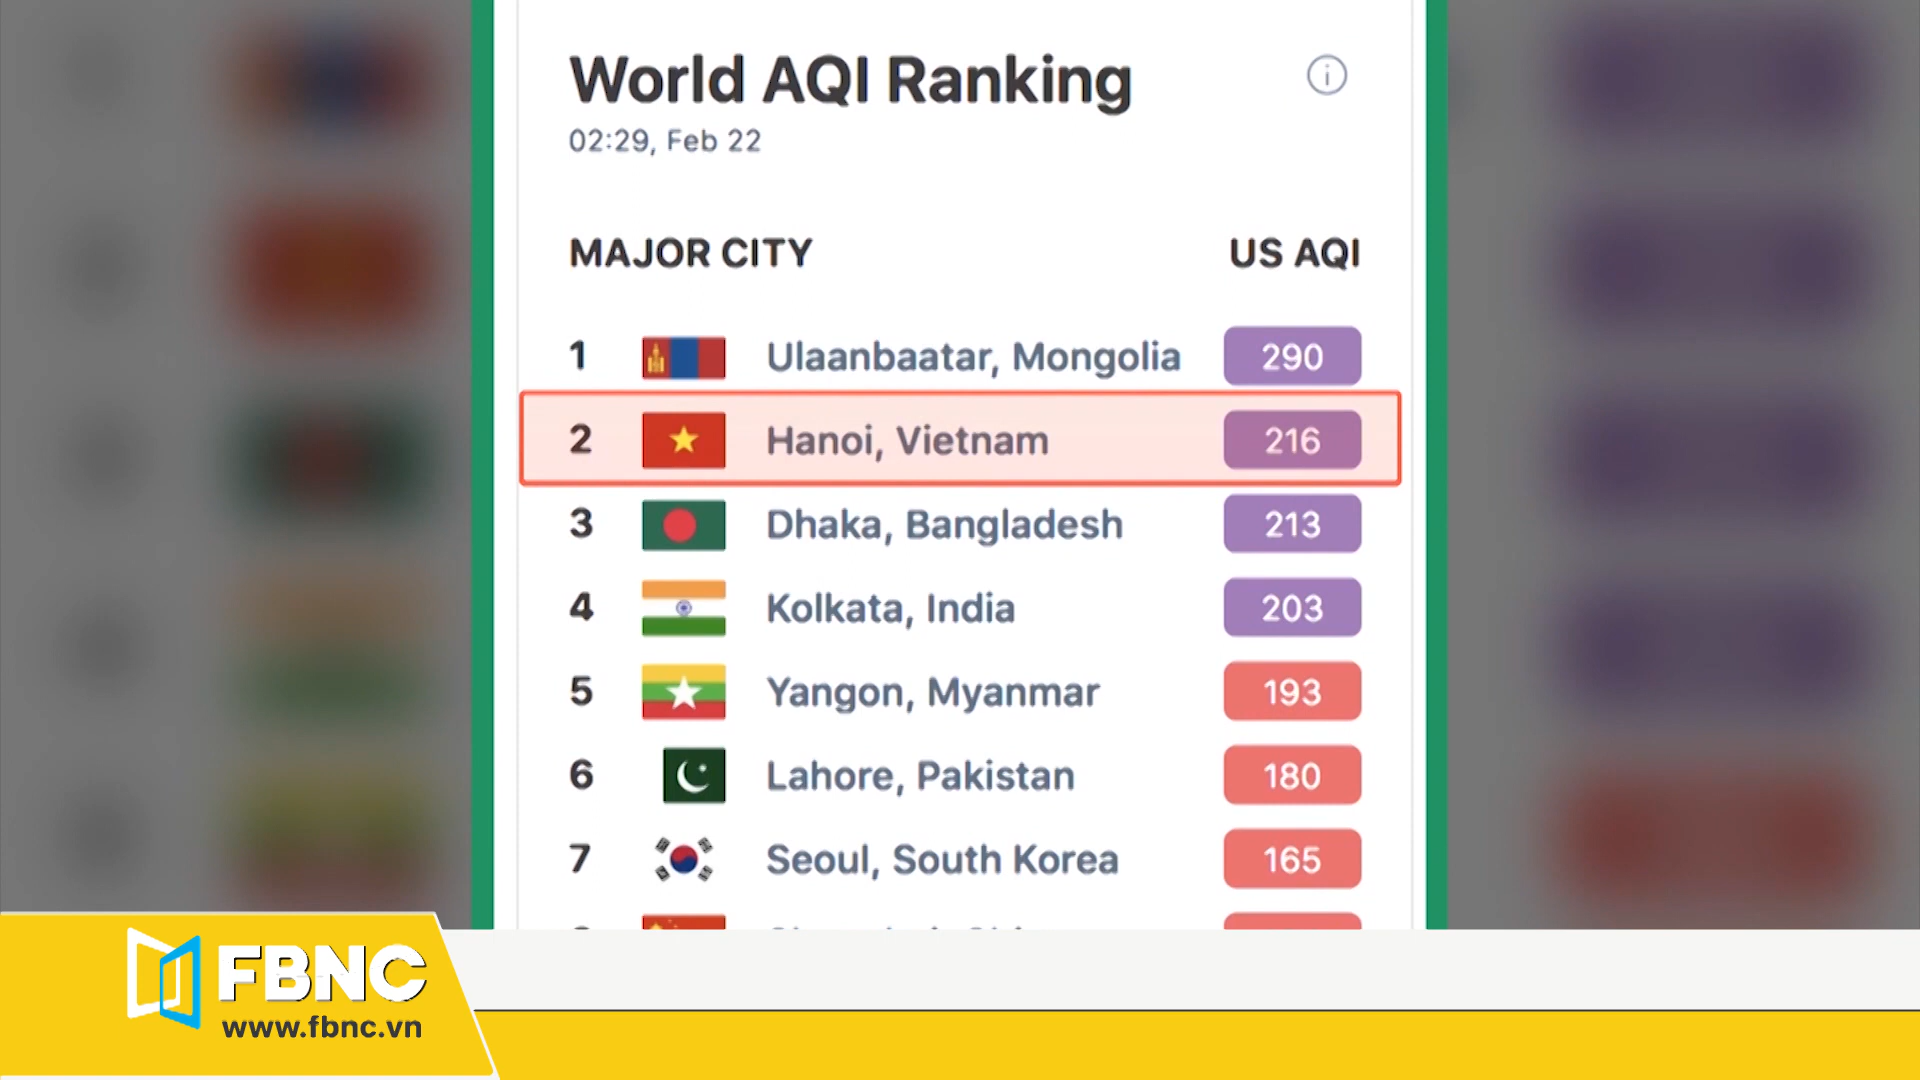 World AQI Ranking
02:29, Feb 22
MAJOR CITY US AQI
1 Ulaanbaatar, Mongolia 290
2 Hanoi, Vietnam 216
3 Dhaka, Bangladesh 213
4 Kolkata, India 203
5 Yangon, Myanmar 193
6 Lahore, Pakistan 180
7 Seoul, South Korea 165
FBNC
www.fbnc.vn